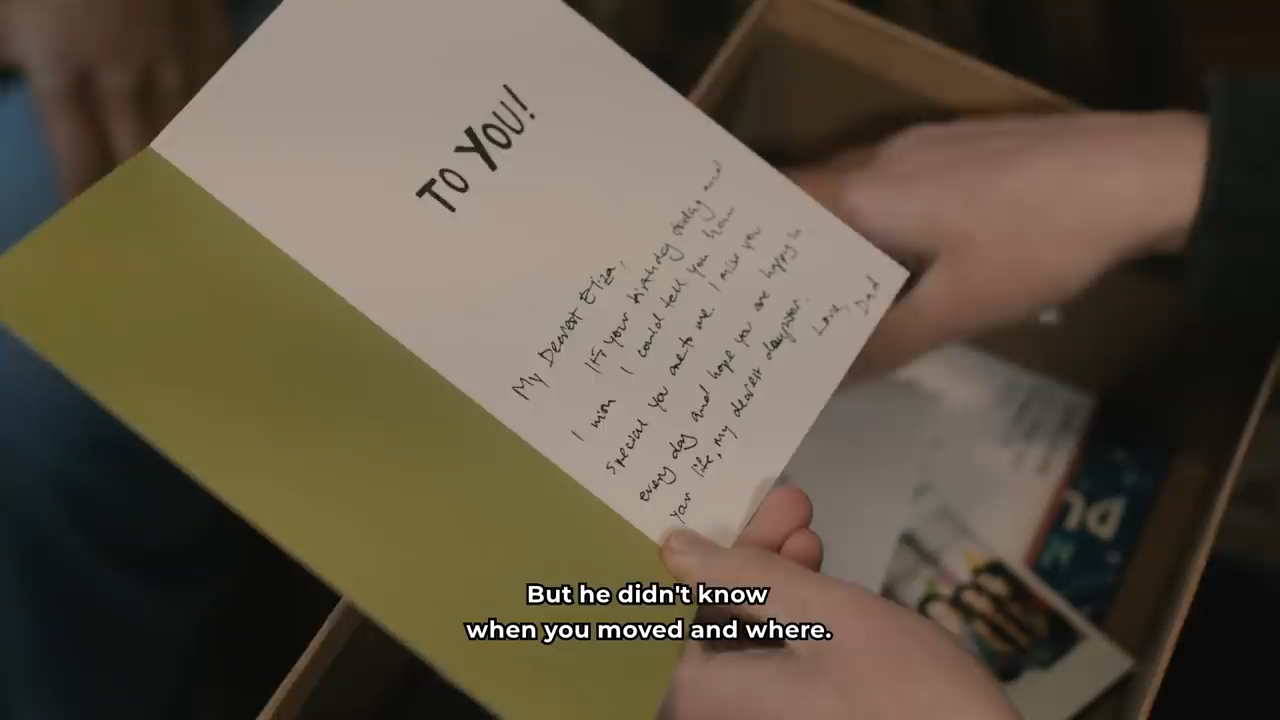 TO YOU!
My Dearest Eliza,
It's your birthday today and
I wish I could tell you how
special you are to me. I miss you
every day and hope you are happy in
your life, my dearest daughter.
Love,
Dad
But he didn't know
when you moved and where.